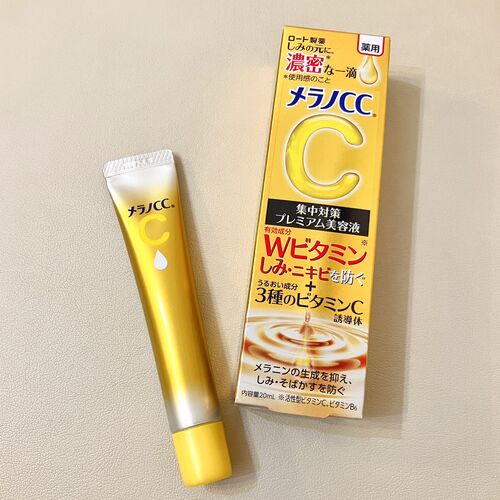 ロート製薬
薬用
しみの元に。
濃密な一滴
*
*使用感のこと
メラノCC®
C
集中対策
プレミアム美容液
有効成分
Wビタミン※
しみ・ニキビを防ぐ
+
うるおい成分
3種のビタミンC
誘導体
メラニンの生成を抑え、
しみ・そばかすを防ぐ
内容量20mL ※活性型ビタミンC、ビタミンB6
メラノCC®
C